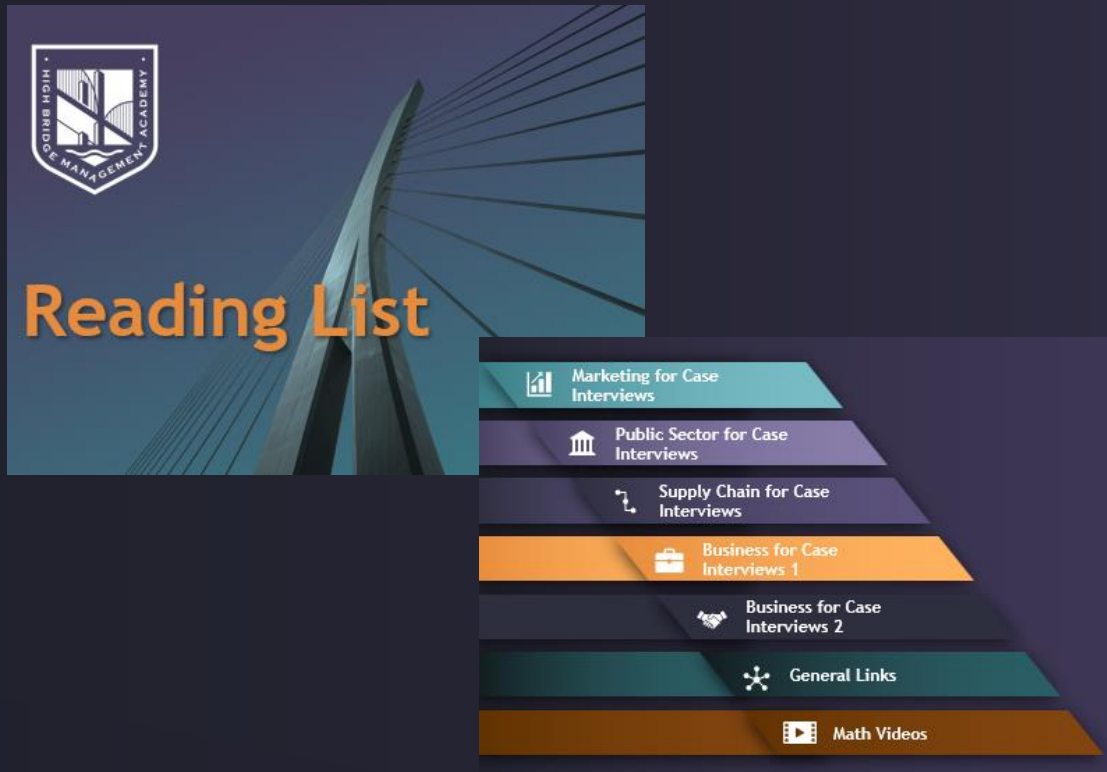 HIGH BRIDGE MANAGEMENT ACADEMY
Reading List
Marketing for Case
Interviews
Public Sector for Case
Interviews
Supply Chain for Case
Interviews
Business for Case
Interviews 1
Business for Case
Interviews 2
General Links
Math Videos